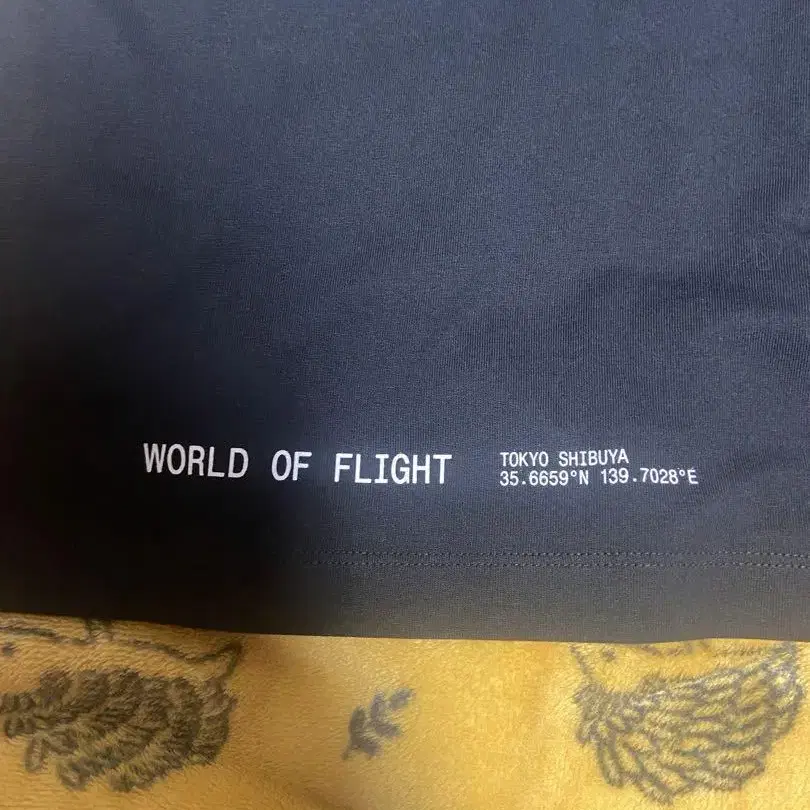 WORLD OF FLIGHT
TOKYO SHIBUYA
35.6659°N 139.7028°E